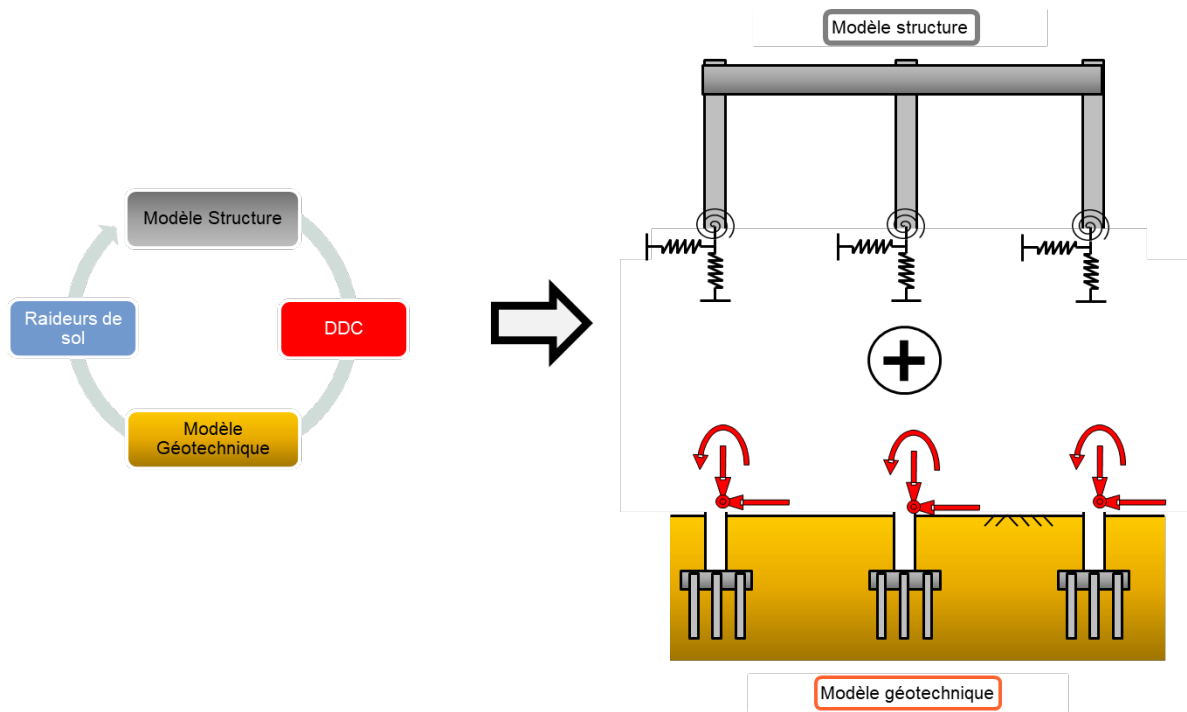 Modèle structure
Modèle Structure
Raideurs de
sol
DDC
Modèle
Géotechnique
Modèle géotechnique